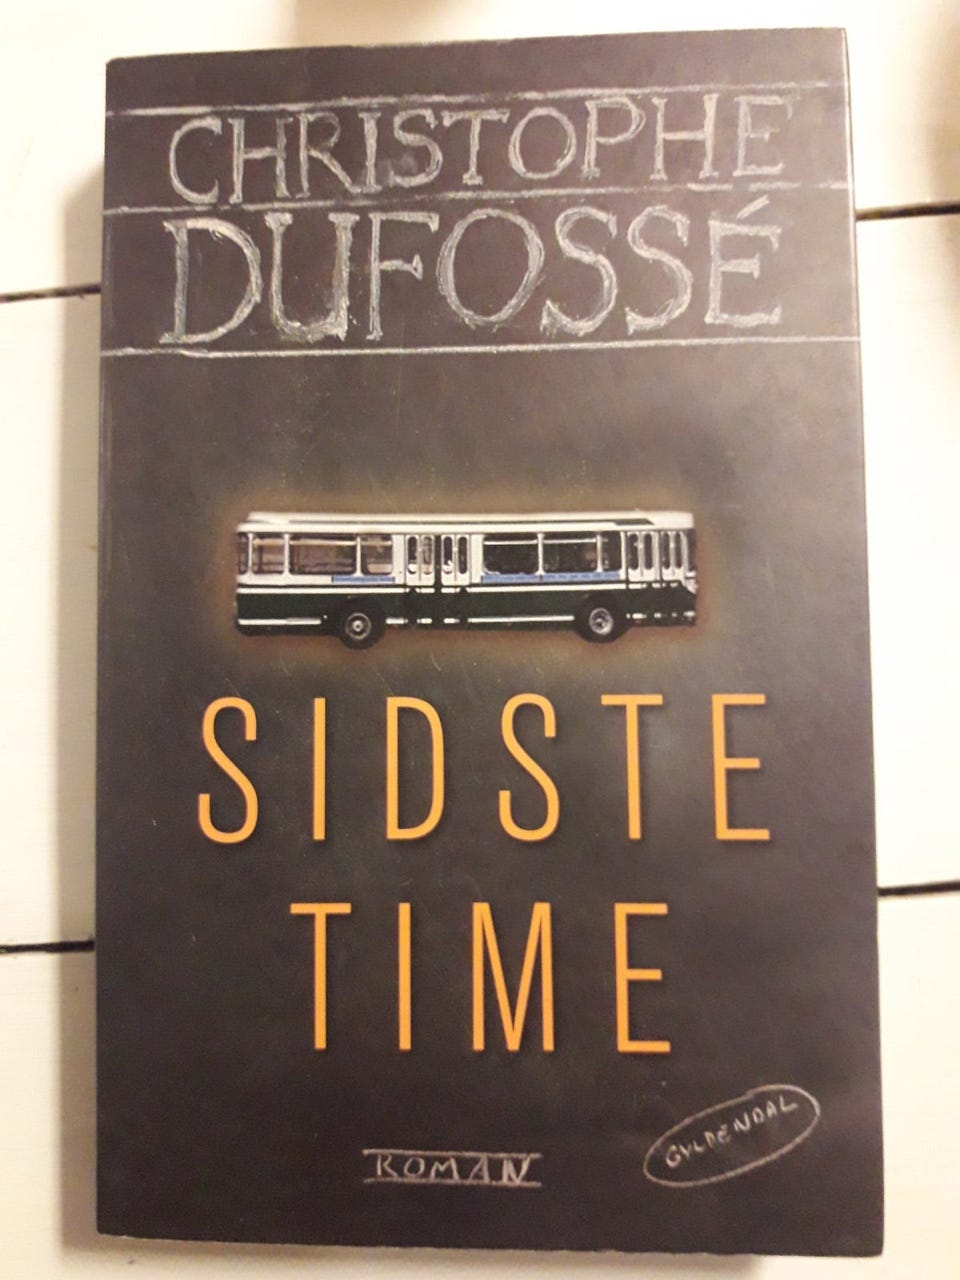 CHRISTOPHE
DUFOSSÉ
SIDSTE
TIME
ROMAN
GYLDENDAL